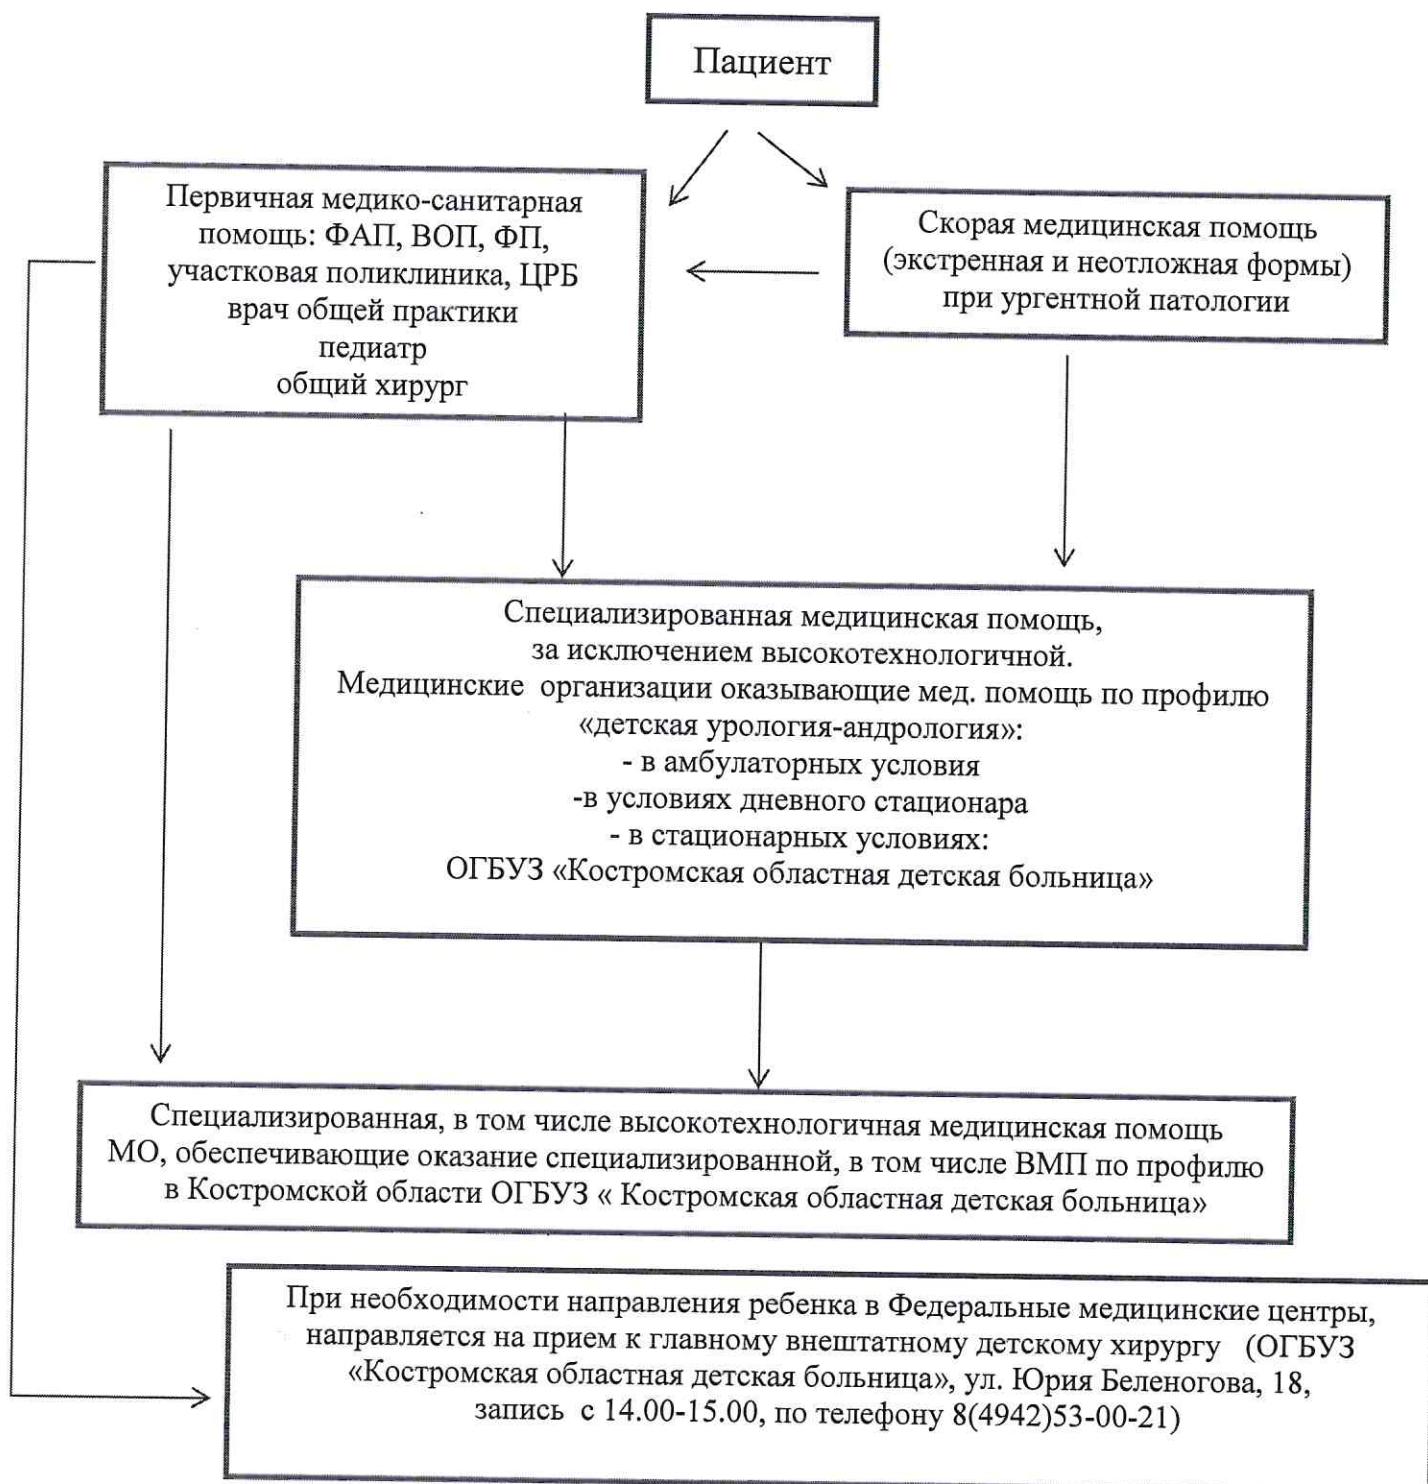 Пациент
Первичная медико-санитарная
помощь: ФАП, ВОП, ФП,
участковая поликлиника, ЦРБ
врач общей практики
педиатр
общий хирург
Скорая медицинская помощь
(экстренная и неотложная формы)
при ургентной патологии
Специализированная медицинская помощь,
за исключением высокотехнологичной.
Медицинские организации оказывающие мед. помощь по профилю
«детская урология-андрология»:
- в амбулаторных условия
-в условиях дневного стационара
- в стационарных условиях:
ОГБУЗ «Костромская областная детская больница»
Специализированная, в том числе высокотехнологичная медицинская помощь
МО, обеспечивающие оказание специализированной, в том числе ВМП по профилю
в Костромской области ОГБУЗ « Костромская областная детская больница»
При необходимости направления ребенка в Федеральные медицинские центры,
направляется на прием к главному внештатному детскому хирургу (ОГБУЗ
«Костромская областная детская больница», ул. Юрия Беленогова, 18,
запись с 14.00-15.00, по телефону 8(4942)53-00-21)